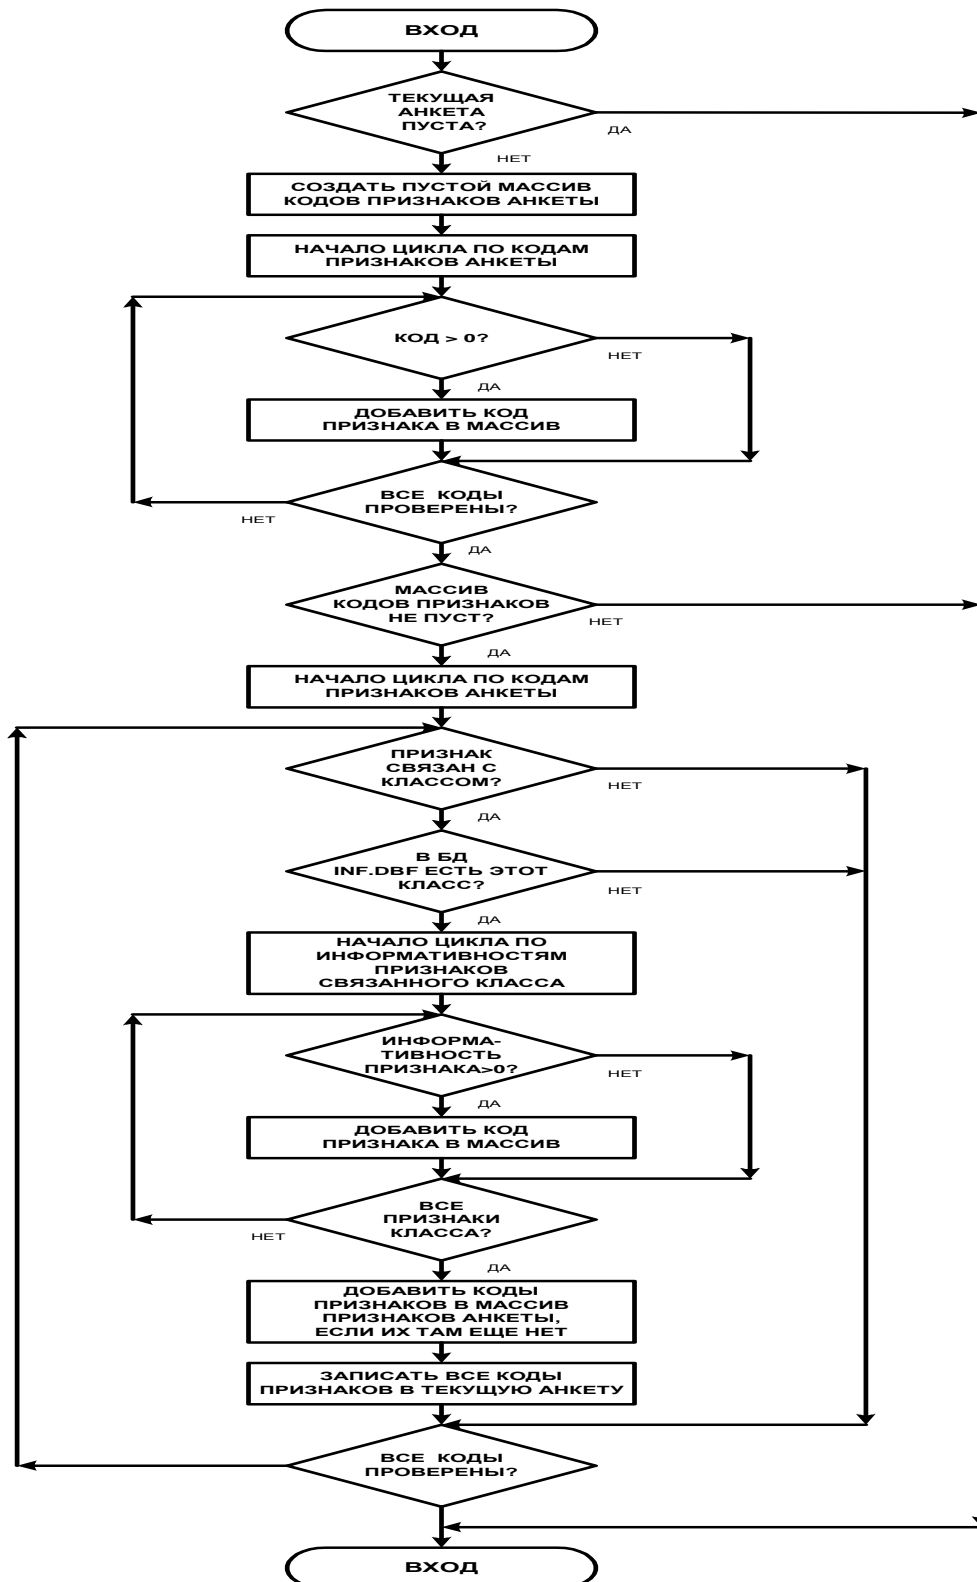 ВХОД
ТЕКУЩАЯ
АНКЕТА
ПУСТА?
ДА
НЕТ
СОЗДАТЬ ПУСТОЙ МАССИВ
КОДОВ ПРИЗНАКОВ АНКЕТЫ
НАЧАЛО ЦИКЛА ПО КОДАМ
ПРИЗНАКОВ АНКЕТЫ
КОД > 0?
НЕТ
ДА
ДОБАВИТЬ КОД
ПРИЗНАКА В МАССИВ
ВСЕ КОДЫ
ПРОВЕРЕНЫ?
НЕТ
ДА
МАССИВ
КОДОВ ПРИЗНАКОВ
НЕ ПУСТ?
НЕТ
ДА
НАЧАЛО ЦИКЛА ПО КОДАМ
ПРИЗНАКОВ АНКЕТЫ
ПРИЗНАК
СВЯЗАН С
КЛАССОМ?
НЕТ
ДА
В БД
INF.DBF ЕСТЬ ЭТОТ
КЛАСС?
НЕТ
ДА
НАЧАЛО ЦИКЛА ПО
ИНФОРМАТИВНОСТЯМ
ПРИЗНАКОВ
СВЯЗАННОГО КЛАССА
ИНФОРМА-
ТИВНОСТЬ
ПРИЗНАКА>0?
НЕТ
ДА
ДОБАВИТЬ КОД
ПРИЗНАКА В МАССИВ
ВСЕ
ПРИЗНАКИ
КЛАССА?
НЕТ
ДА
ДОБАВИТЬ КОДЫ
ПРИЗНАКОВ В МАССИВ
ПРИЗНАКОВ АНКЕТЫ,
ЕСЛИ ИХ ТАМ ЕЩЕ НЕТ
ЗАПИСАТЬ ВСЕ КОДЫ
ПРИЗНАКОВ В ТЕКУЩУЮ АНКЕТУ
ВСЕ КОДЫ
ПРОВЕРЕНЫ?
ВХОД